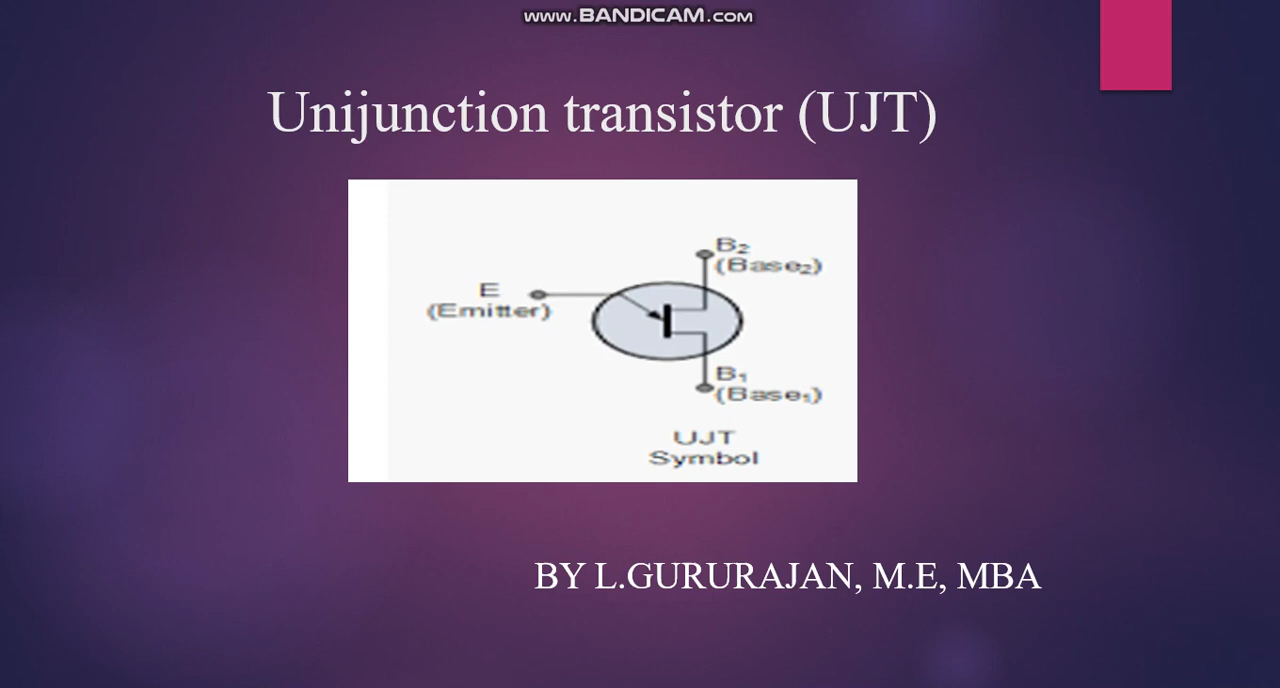 www.BANDICAM.com
Unijunction transistor (UJT)
B₂
(Base₂)
E
(Emitter)
B₁
(Base₁)
UJT
Symbol
BY L.GURURAJAN, M.E, MBA